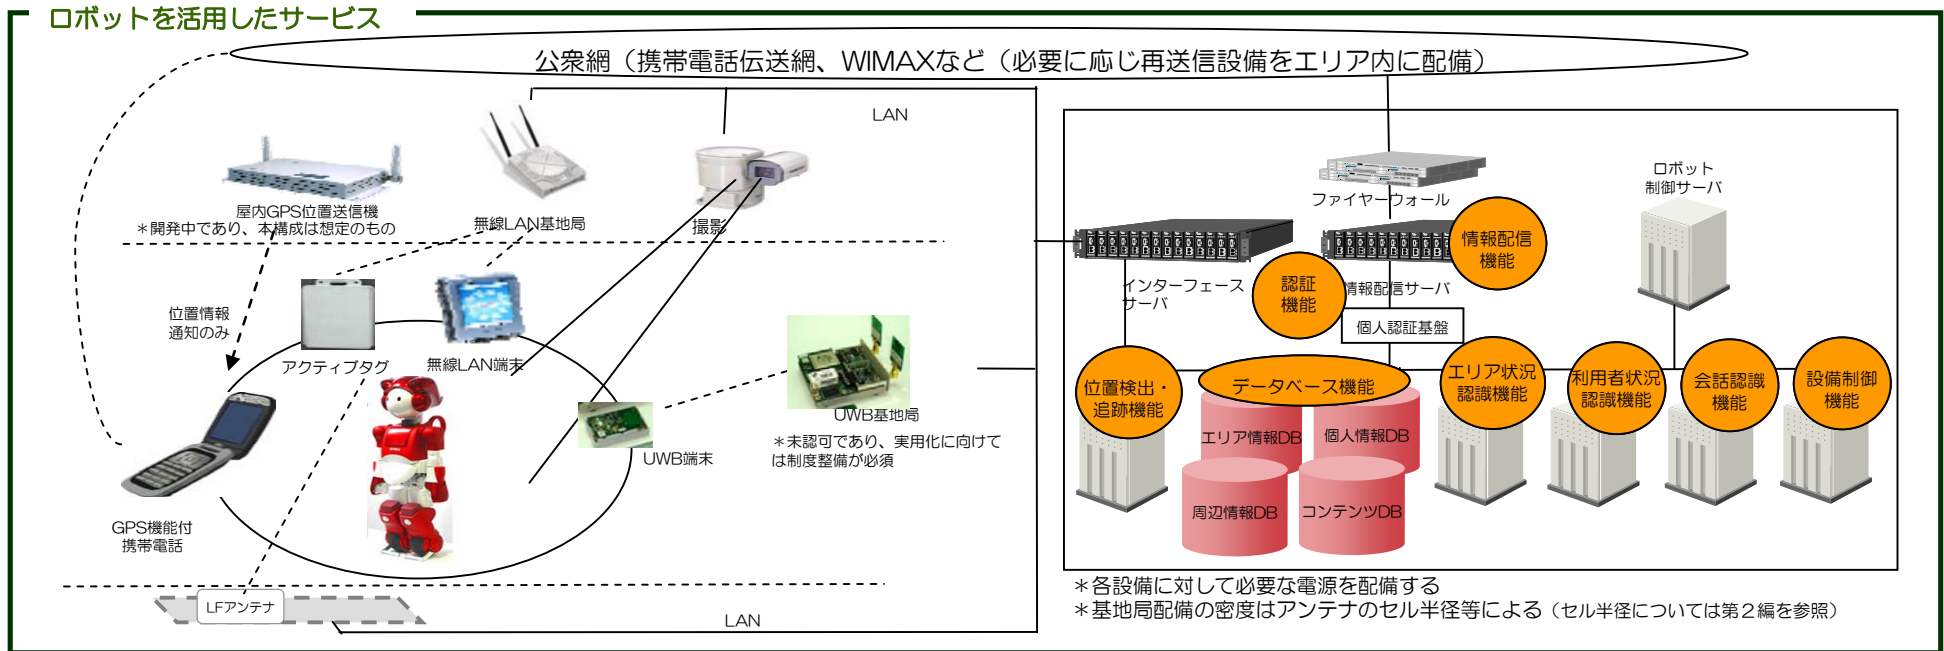 ロボットを活用したサービス
公衆網（携帯電話伝送網、WIMAXなど（必要に応じ再送信設備をエリア内に配備）
LAN
屋内GPS位置送信機
＊開発中であり、本構成は想定のもの
無線LAN基地局
撮影
位置情報
通知のみ
アクティブタグ
無線LAN端末
UWB基地局
＊未認可であり、実用化に向けて
は制度整備が必須
UWB端末
GPS機能付
携帯電話
LFアンテナ
LAN
ファイヤーウォール
ロボット
制御サーバ
情報配信
機能
インターフェース
サーバ
認証
機能
情報配信サーバ
個人認証基盤
位置検出・
追跡機能
データベース機能
エリア状況
認識機能
利用者状況
認識機能
会話認識
機能
設備制御
機能
エリア情報DB
個人情報DB
周辺情報DB
コンテンツDB
＊各設備に対して必要な電源を配備する
＊基地局配備の密度はアンテナのセル半径等による（セル半径については第２編を参照）